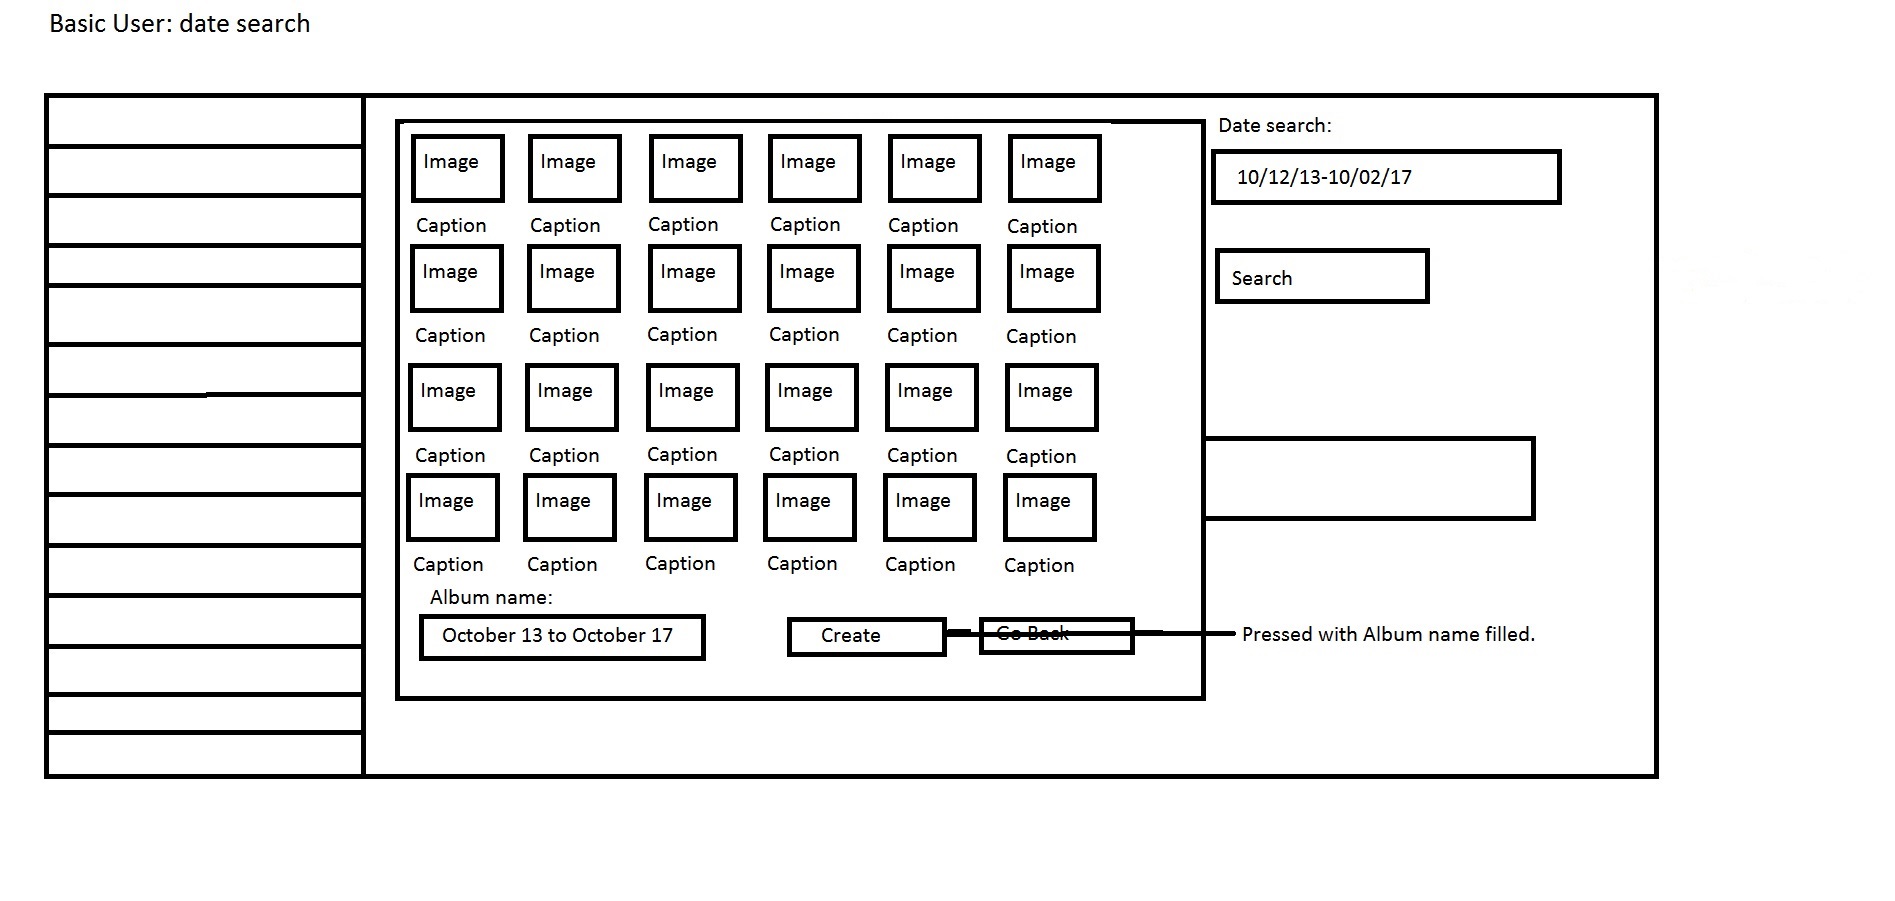 Basic User: date search
Date search:
Image Image Image Image Image Image
10/12/13-10/02/17
Caption Caption Caption Caption Caption Caption
Image Image Image Image Image Image
Search
Caption Caption Caption Caption Caption Caption
Image Image Image Image Image Image
Caption Caption Caption Caption Caption Caption
Image Image Image Image Image Image
Caption Caption Caption Caption Caption Caption
Album name:
October 13 to October 17
Create
Go Back
Pressed with Album name filled.